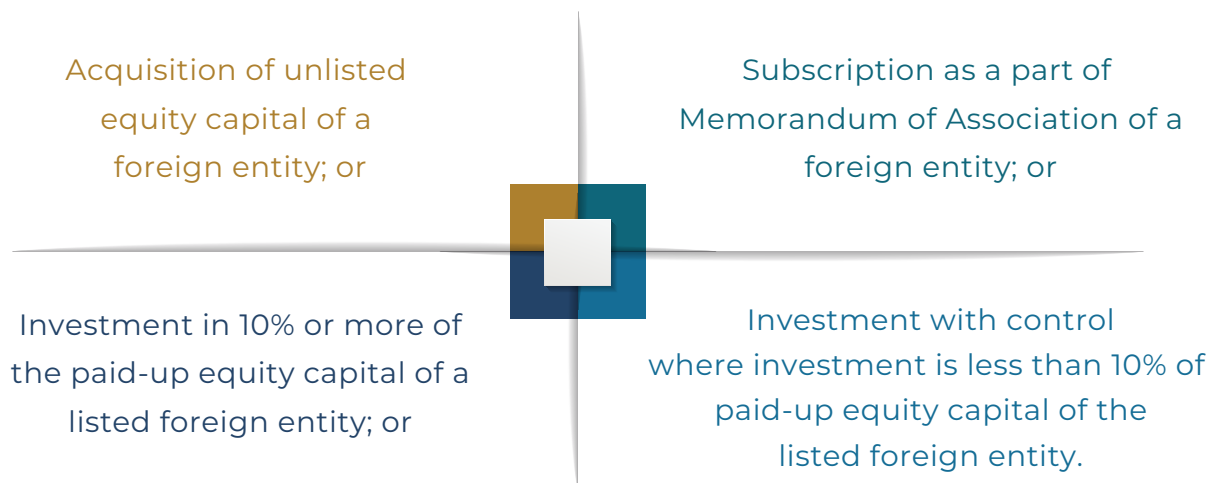 Acquisition of unlisted
equity capital of a
foreign entity; or
Subscription as a part of
Memorandum of Association of a
foreign entity; or
Investment in 10% or more of
the paid-up equity capital of a
listed foreign entity; or
Investment with control
where investment is less than 10% of
paid-up equity capital of the
listed foreign entity.